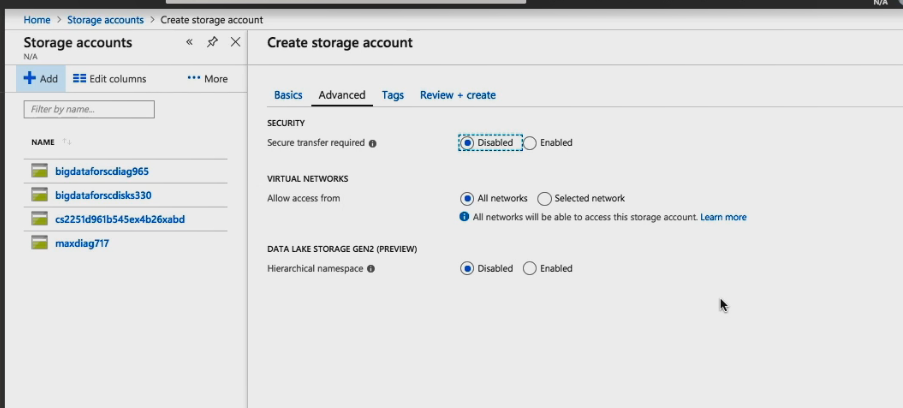 N/A
Home > Storage accounts > Create storage account
Storage accounts
N/A
Add Edit columns ... More
Filter by name...
NAME
bigdataforscdiag965
bigdataforscdisks330
cs2251d961b545ex4b26xabd
maxdiag717
Create storage account
Basics Advanced Tags Review + create
SECURITY
Secure transfer required Disabled Enabled
VIRTUAL NETWORKS
Allow access from All networks Selected network
All networks will be able to access this storage account. Learn more
DATA LAKE STORAGE GEN2 (PREVIEW)
Hierarchical namespace Disabled Enabled